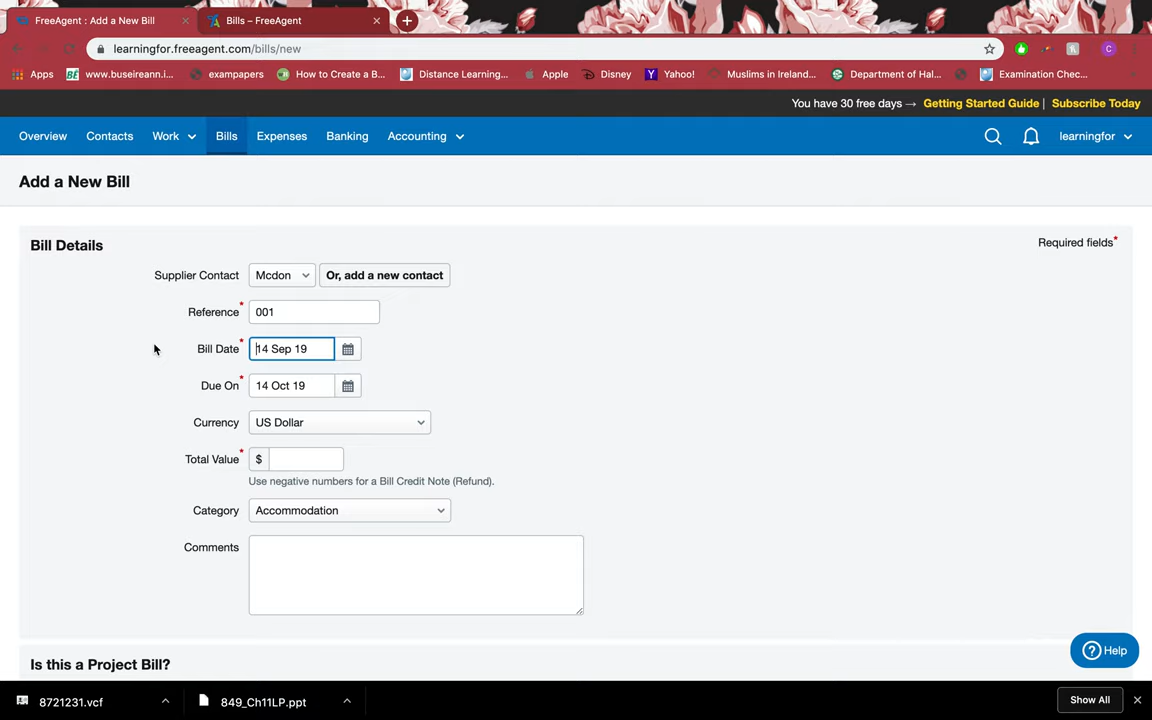 FreeAgent : Add a New Bill
Bills – FreeAgent
learningfor.freeagent.com/bills/new
Apps
www.buseireann.i...
exampapers
How to Create a B...
Distance Learning...
Apple
Disney
Yahoo!
Muslims in Ireland...
Department of Hal...
Examination Chec...
You have 30 free days → Getting Started Guide | Subscribe Today
Overview
Contacts
Work
Bills
Expenses
Banking
Accounting
learningfor
Add a New Bill
Bill Details
Required fields*
Supplier Contact Mcdon Or, add a new contact
Reference* 001
Bill Date* 14 Sep 19
Due On* 14 Oct 19
Currency US Dollar
Total Value* $
Use negative numbers for a Bill Credit Note (Refund).
Category Accommodation
Comments
Is this a Project Bill?
Help
8721231.vcf
849_Ch11LP.ppt
Show All